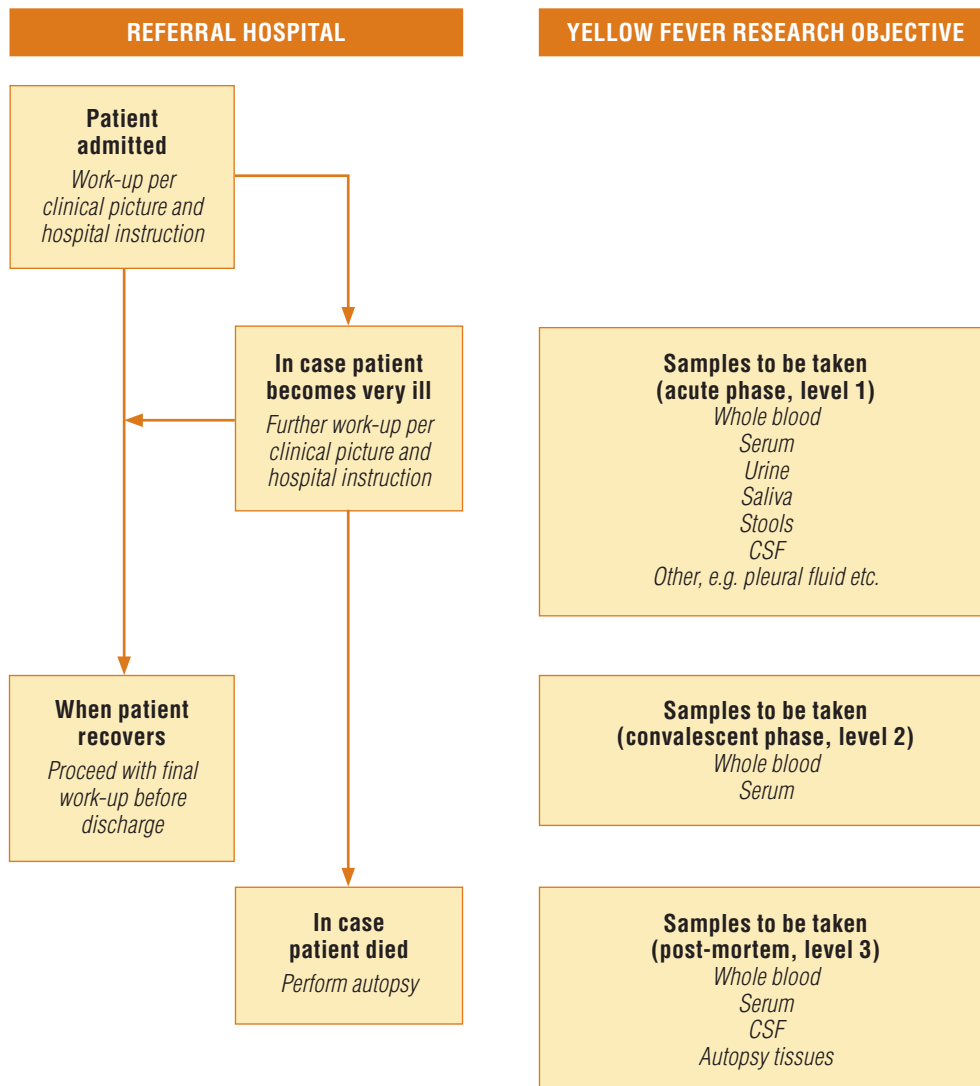 REFERRAL HOSPITAL
YELLOW FEVER RESEARCH OBJECTIVE
Patient
admitted
Work-up per
clinical picture and
hospital instruction
In case patient
becomes very ill
Further work-up per
clinical picture and
hospital instruction
Samples to be taken
(acute phase, level 1)
Whole blood
Serum
Urine
Saliva
Stools
CSF
Other, e.g. pleural fluid etc.
When patient
recovers
Proceed with final
work-up before
discharge
Samples to be taken
(convalescent phase, level 2)
Whole blood
Serum
In case
patient died
Perform autopsy
Samples to be taken
(post-mortem, level 3)
Whole blood
Serum
CSF
Autopsy tissues